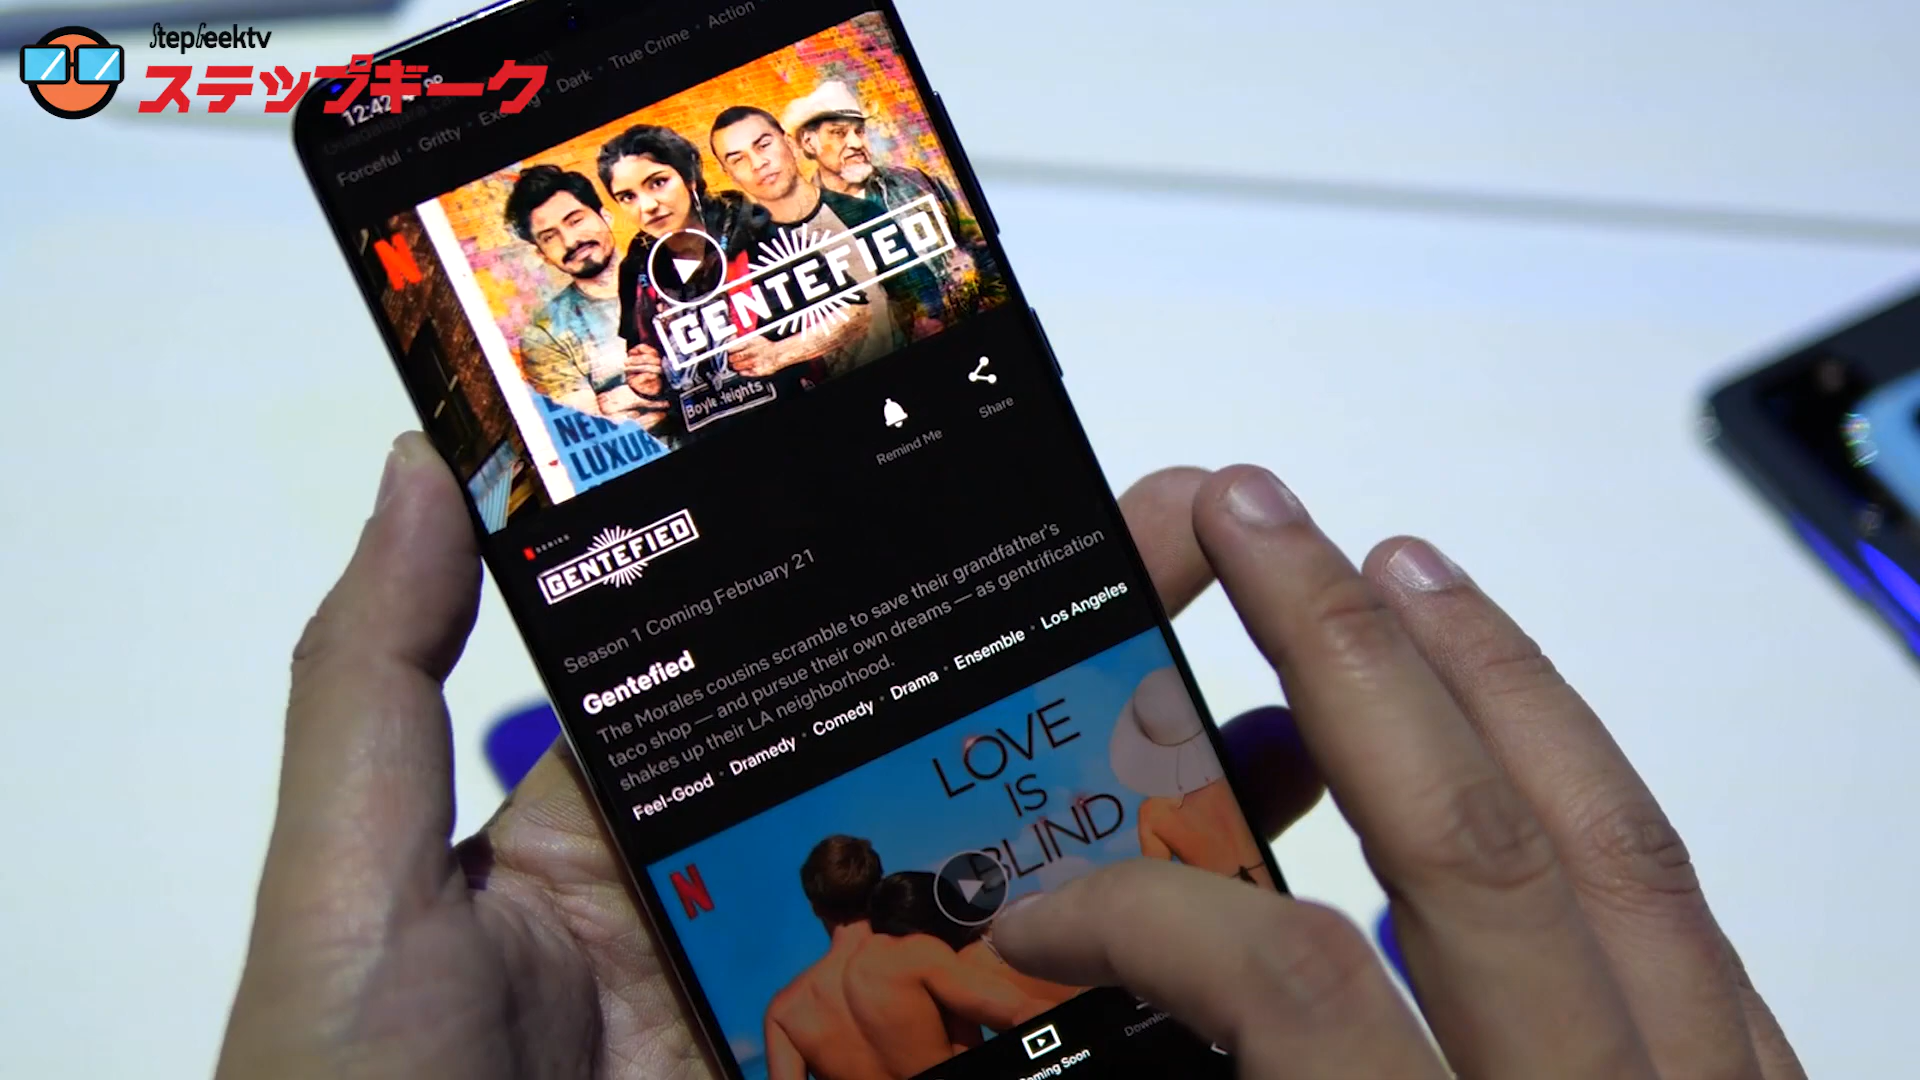 StepGeektv
ステップギーク
12:42
Dark • True Crime • Action
Forceful • Gritty •
N
GENTEFIED
Boyle Heights
NEW
LUXUR
Remind Me
Share
N SERIES
GENTEFIED
Season 1 Coming February 21
Gentefied
The Morales cousins scramble to save their grandfather's
taco shop — and pursue their own dreams — as gentrification
shakes up their LA neighborhood.
Feel-Good • Dramedy • Comedy • Drama • Ensemble • Los Angeles
LOVE
IS
BLIND
N
Coming Soon